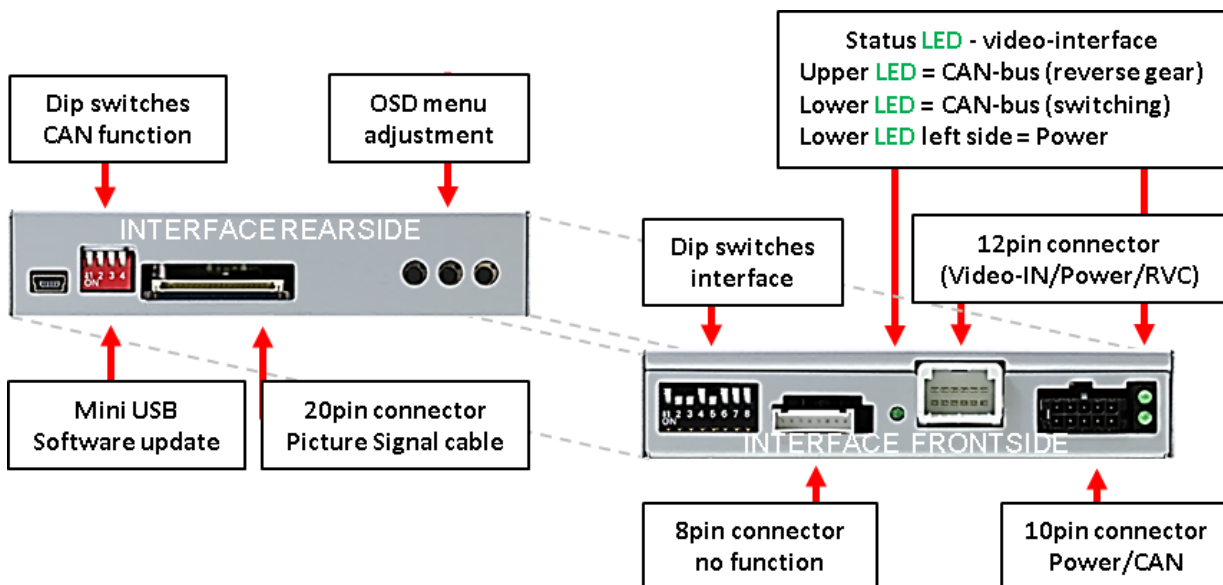 Status LED - video-interface
Upper LED = CAN-bus (reverse gear)
Lower LED = CAN-bus (switching)
Lower LED left side = Power
Dip switches
CAN function
OSD menu
adjustment
INTERFACE REARSIDE
1 2 3 4
ON
Mini USB
Software update
20pin connector
Picture Signal cable
Dip switches
interface
12pin connector
(Video-IN/Power/RVC)
1 2 3 4 5 6 7 8
ON
INTERFACE FRONTSIDE
8pin connector
no function
10pin connector
Power/CAN